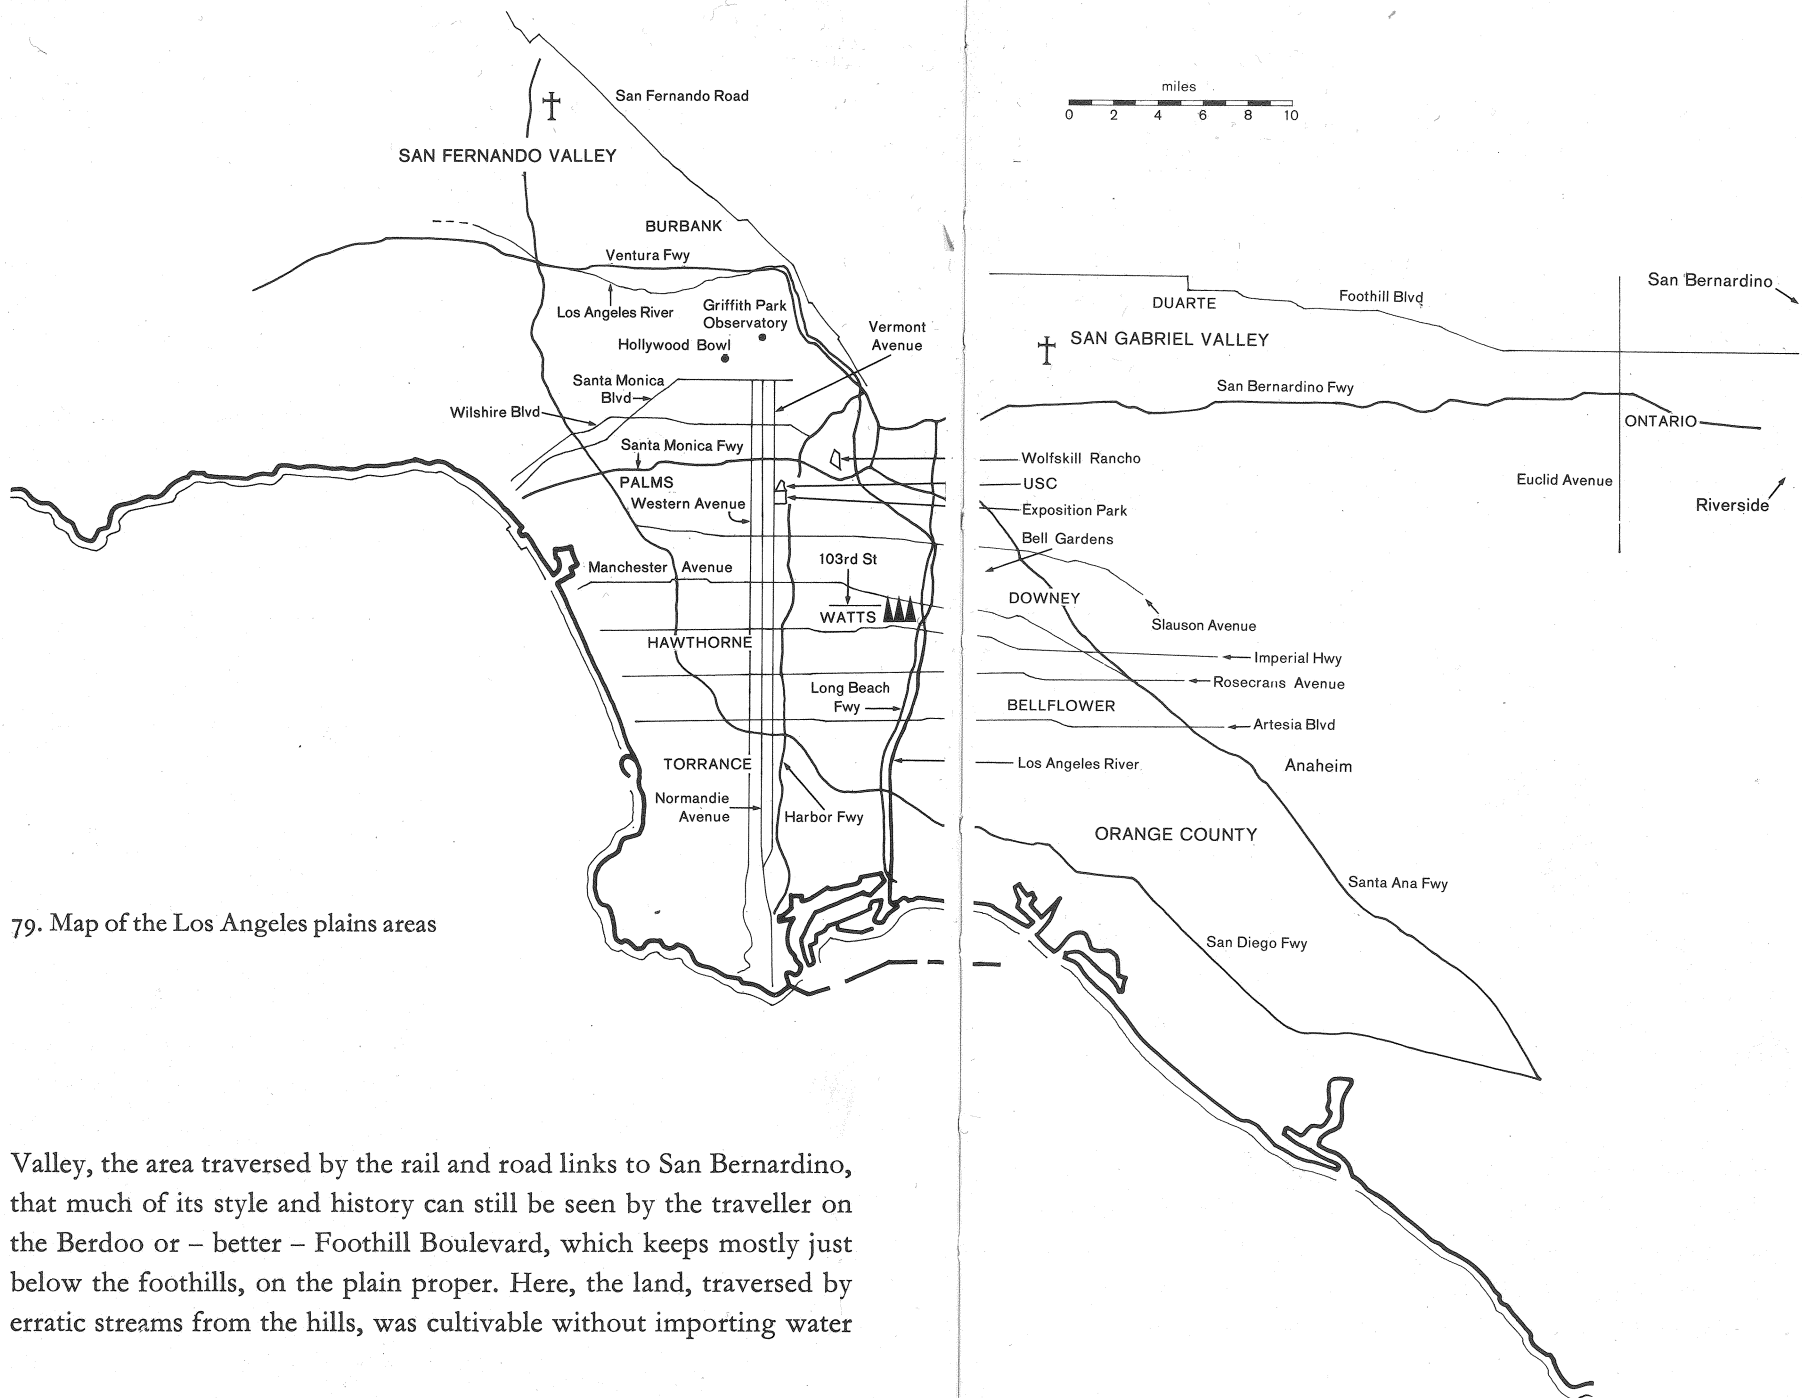 San Fernando Road
miles
0 2 4 6 8 10
SAN FERNANDO VALLEY
BURBANK
Ventura Fwy
Los Angeles River
Griffith Park
Observatory
Hollywood Bowl
Vermont
Avenue
Santa Monica
Blvd
Wilshire Blvd
Santa Monica Fwy
PALMS
Western Avenue
Manchester Avenue
103rd St
WATTS
HAWTHORNE
Long Beach
Fwy
TORRANCE
Normandie
Avenue
Harbor Fwy
San Bernardino
DUARTE
Foothill Blvd
SAN GABRIEL VALLEY
San Bernardino Fwy
ONTARIO
Wolfskill Rancho
USC
Euclid Avenue
Riverside
Exposition Park
Bell Gardens
DOWNEY
Slauson Avenue
Imperial Hwy
Rosecrans Avenue
BELLFLOWER
Artesia Blvd
Los Angeles River
Anaheim
ORANGE COUNTY
Santa Ana Fwy
San Diego Fwy
79. Map of the Los Angeles plains areas
Valley, the area traversed by the rail and road links to San Bernardino,
that much of its style and history can still be seen by the traveller on
the Berdoo or – better – Foothill Boulevard, which keeps mostly just
below the foothills, on the plain proper. Here, the land, traversed by
erratic streams from the hills, was cultivable without importing water